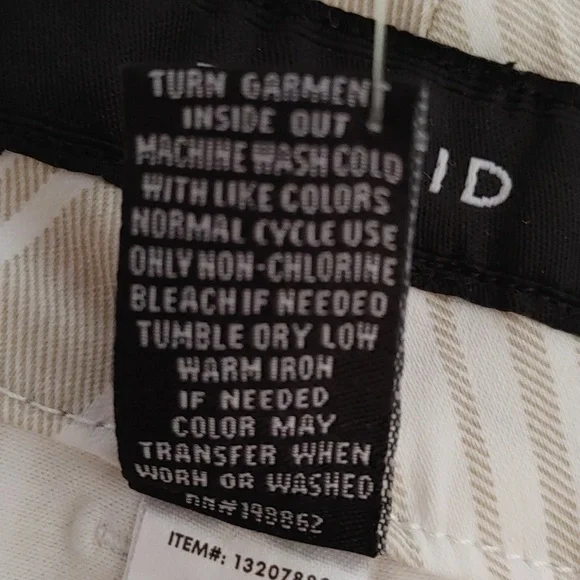 TURN GARMENT
INSIDE OUT
MACHINE WASH COLD
WITH LIKE COLORS
NORMAL CYCLE USE
ONLY NON-CHLORINE
BLEACH IF NEEDED
TUMBLE DRY LOW
WARM IRON
IF NEEDED
COLOR MAY
TRANSFER WHEN
WORN OR WASHED
RN#198862
ID
ITEM#: